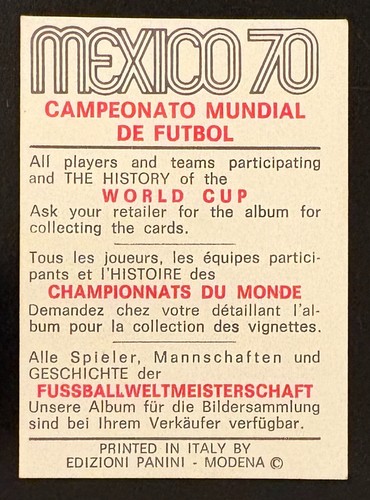 MEXICO 70
CAMPEONATO MUNDIAL
DE FUTBOL
All players and teams participating
and THE HISTORY of the
WORLD CUP
Ask your retailer for the album for
collecting the cards.
Tous les joueurs, les équipes partici-
pants et l'HISTOIRE des
CHAMPIONNATS DU MONDE
Demandez chez votre détaillant l'al-
bum pour la collection des vignettes.
Alle Spieler, Mannschaften und
GESCHICHTE der
FUSSBALLWELTMEISTERSCHAFT
Unsere Album für die Bildersammlung
sind bei Ihrem Verkäufer verfügbar.
PRINTED IN ITALY BY
EDIZIONI PANINI - MODENA ©